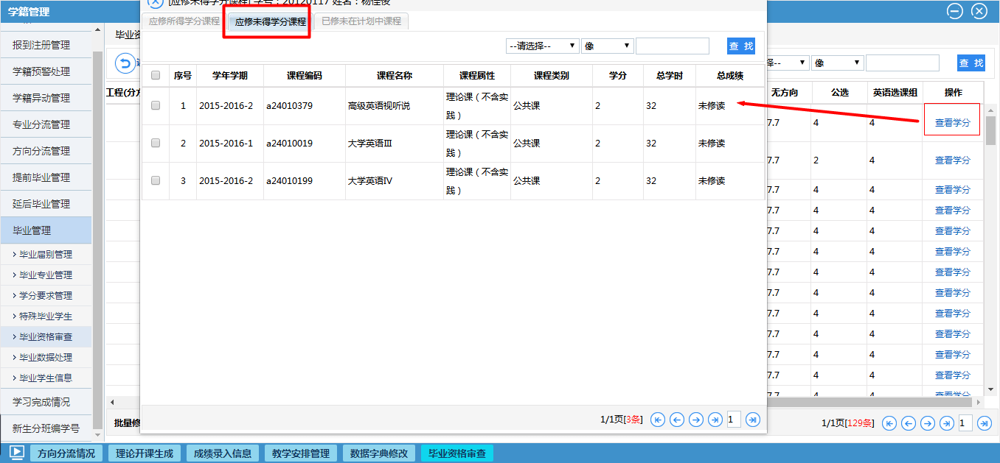 学籍管理
报到注册管理
学籍预警处理
学籍异动管理
专业分流管理
方向分流管理
提前毕业管理
延后毕业管理
毕业管理
毕业届别管理
毕业专业管理
学分要求管理
特殊毕业学生
毕业资格审查
毕业数据处理
毕业学生信息
学习完成情况
新生分班编学号
毕业资
工程(分方
批量修
[应修未得学分课程] 学号：20120117 姓名：杨佳俊
应修所得学分课程 应修未得学分课程 已修未在计划中课程
--请选择-- 像 查 找
序号 学年学期 课程编码 课程名称 课程属性 课程类别 学分 总学时 总成绩
1 2015-2016-2 a24010379 高级英语视听说 理论课（不含实践） 公共课 2 32 未修读
2 2015-2016-1 a24010019 大学英语Ⅲ 理论课（不含实践） 公共课 2 32 未修读
3 2015-2016-2 a24010199 大学英语Ⅳ 理论课（不含实践） 公共课 2 32 未修读
1/1页[3条] 1
择-- 像 查 找
无方向 公选 英语选课组 操作
7.7 4 4 查看学分
7.7 2 4 查看学分
7.7 4 4 查看学分
7.7 4 4 查看学分
7.7 4 4 查看学分
7.7 4 4 查看学分
7.7 4 4 查看学分
7.7 4 4 查看学分
7.7 4 4 查看学分
7.7 4 4 查看学分
7.7 4 4 查看学分
7.7 4 4 查看学分
7.7 4 4 查看学分
1/1页[129条] 1
方向分流情况 理论开课生成 成绩录入信息 教学安排管理 数据字典修改 毕业资格审查